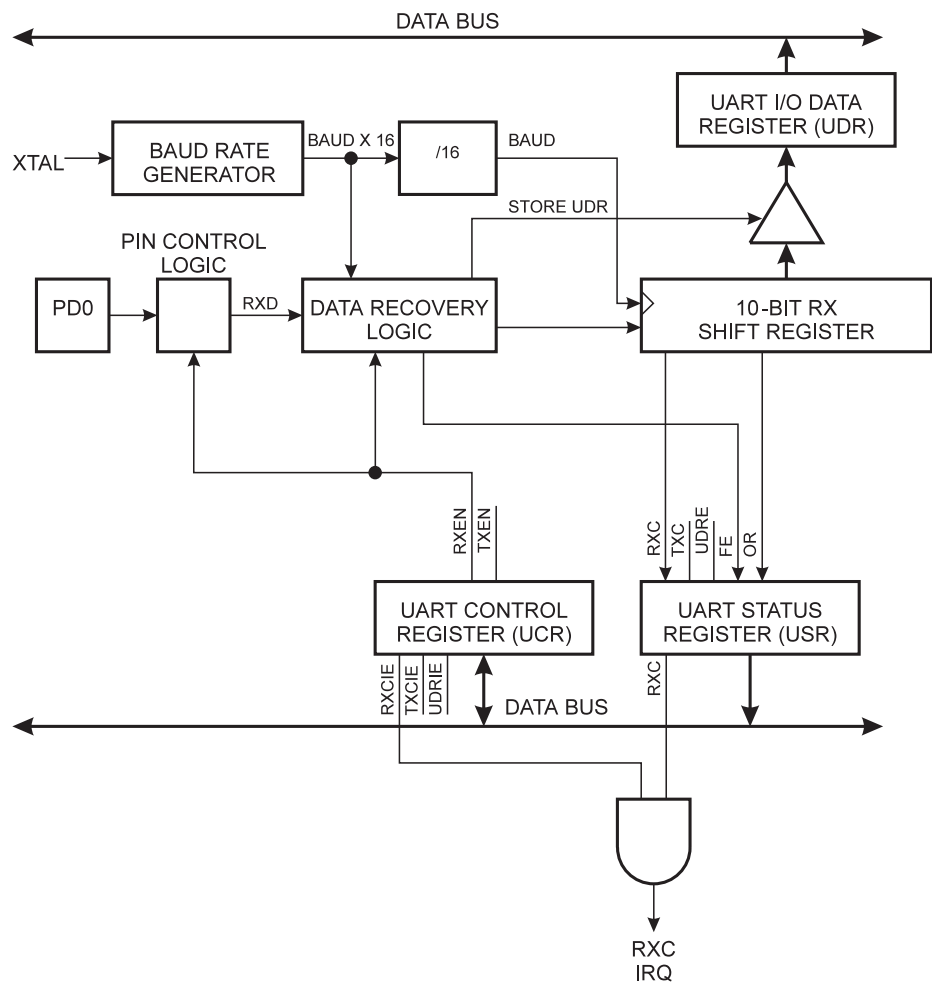 DATA BUS
UART I/O DATA
REGISTER (UDR)
XTAL
BAUD RATE
GENERATOR
BAUD X 16
/16
BAUD
STORE UDR
PIN CONTROL
LOGIC
PD0
RXD
DATA RECOVERY
LOGIC
10-BIT RX
SHIFT REGISTER
RXEN
TXEN
RXC
TXC
UDRE
FE
OR
UART CONTROL
REGISTER (UCR)
UART STATUS
REGISTER (USR)
RXCIE
TXCIE
UDRIE
RXC
DATA BUS
RXC
IRQ